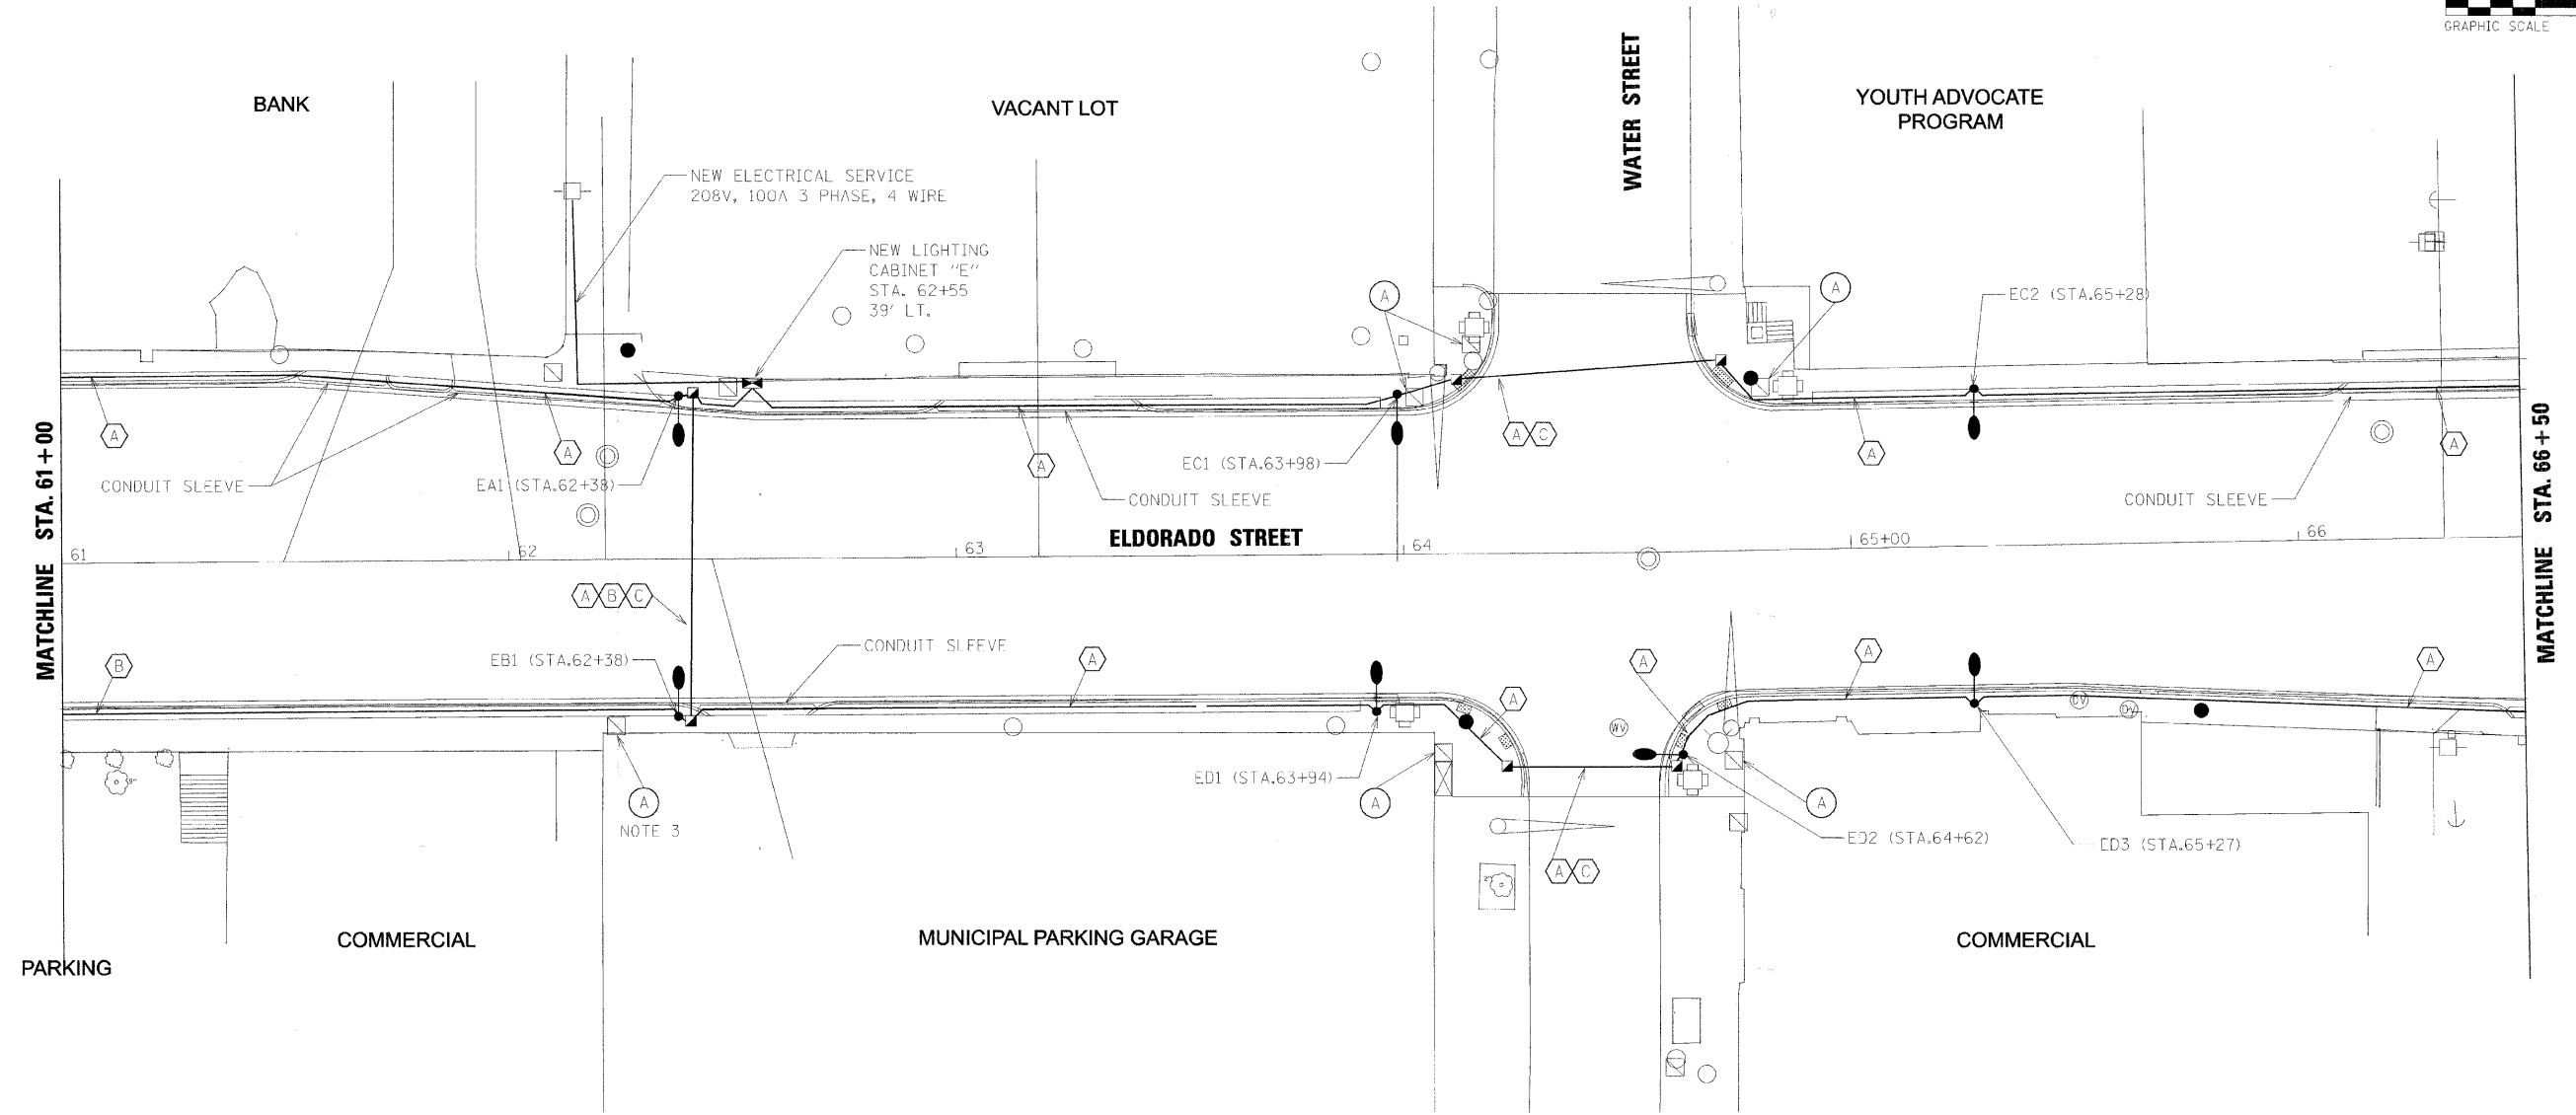 GRAPHIC SCALE
BANK
VACANT LOT
WATER STREET
YOUTH ADVOCATE
PROGRAM
NEW ELECTRICAL SERVICE
208V, 100A 3 PHASE, 4 WIRE
NEW LIGHTING
CABINET "E"
STA. 62+55
39' LT.
A
A
EC2 (STA.65+28)
MATCHLINE STA. 61+00
A
A
A
A C
A
A
MATCHLINE STA. 66+50
CONDUIT SLEEVE
EA1 (STA.62+38)
EC1 (STA.63+98)
CONDUIT SLEEVE
CONDUIT SLEEVE
ELDORADO STREET
61
62
63
64
65+00
66
A B C
B
EB1 (STA.62+38)
CONDUIT SLEEVE
A
A
A
A
A
WV
ED1 (STA.63+94)
A
NOTE 3
A
A
ED2 (STA.64+62)
ED3 (STA.65+27)
A C
COMMERCIAL
MUNICIPAL PARKING GARAGE
COMMERCIAL
PARKING